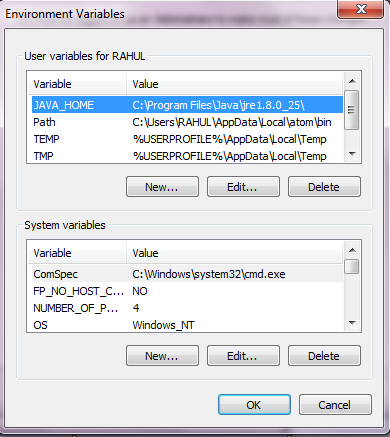 Environment Variables
User variables for RAHUL
Variable Value
JAVA_HOME C:\Program Files\Java\jre1.8.0_25\
Path C:\Users\RAHUL\AppData\Local\atom\bin
TEMP %USERPROFILE%\AppData\Local\Temp
TMP %USERPROFILE%\AppData\Local\Temp
New... Edit... Delete
System variables
Variable Value
ComSpec C:\Windows\system32\cmd.exe
FP_NO_HOST_C... NO
NUMBER_OF_P... 4
OS Windows_NT
New... Edit... Delete
OK Cancel